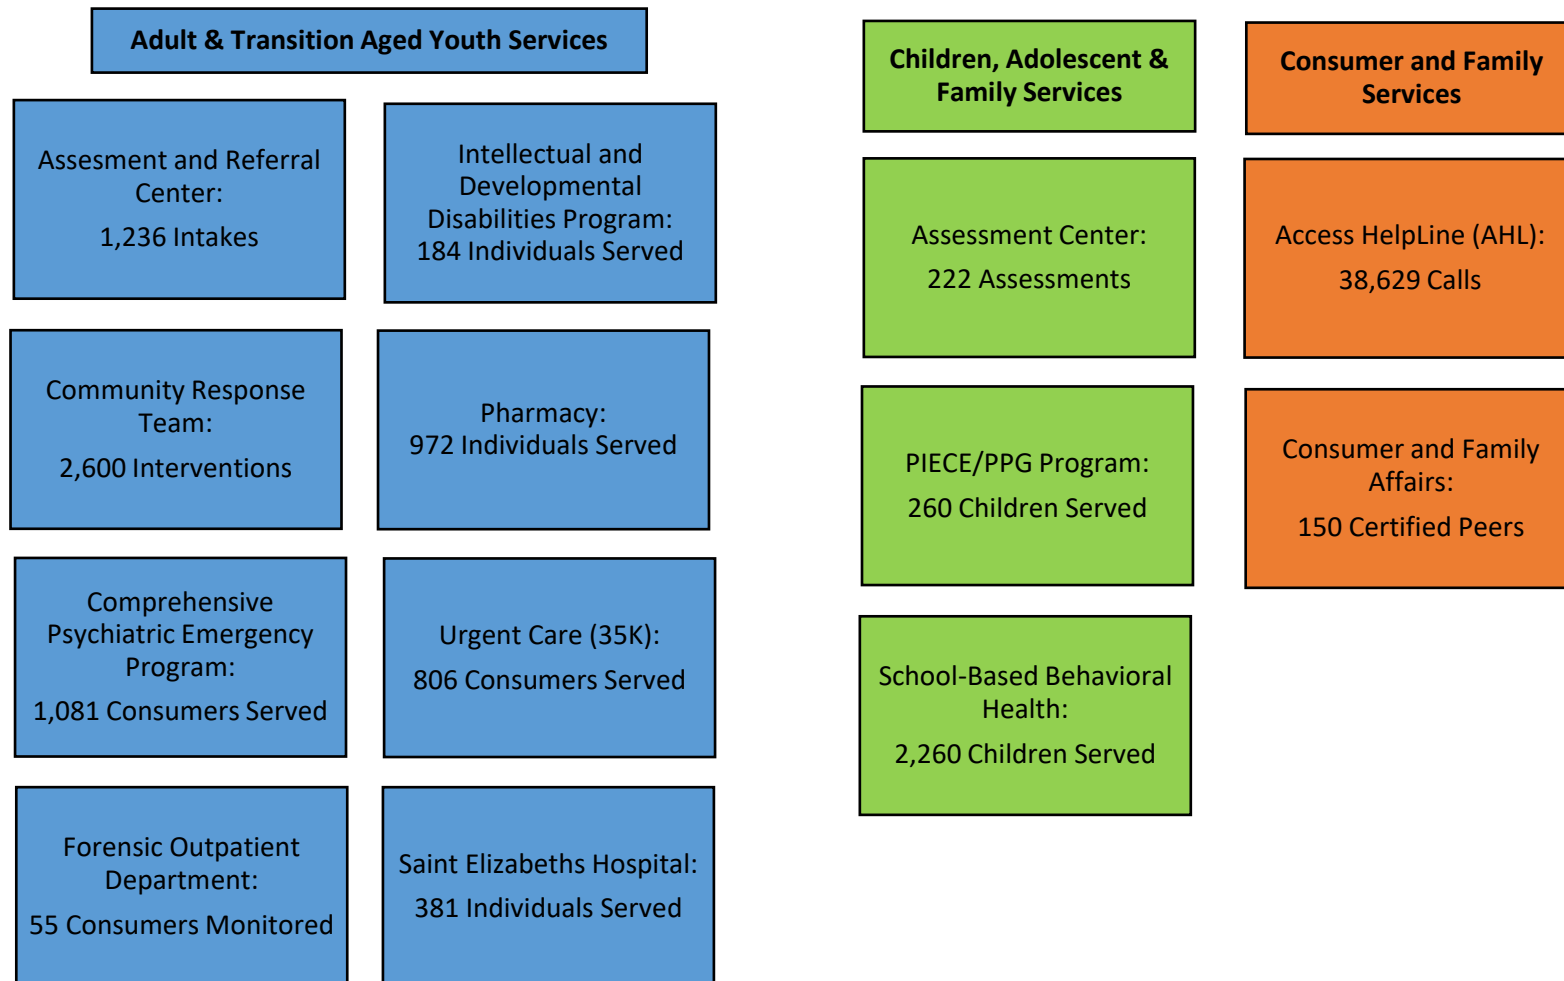 Adult & Transition Aged Youth Services
Assesment and Referral
Center:
1,236 Intakes
Intellectual and
Developmental
Disabilities Program:
184 Individuals Served
Community Response
Team:
2,600 Interventions
Pharmacy:
972 Individuals Served
Comprehensive
Psychiatric Emergency
Program:
1,081 Consumers Served
Urgent Care (35K):
806 Consumers Served
Forensic Outpatient
Department:
55 Consumers Monitored
Saint Elizabeths Hospital:
381 Individuals Served
Children, Adolescent &
Family Services
Assessment Center:
222 Assessments
PIECE/PPG Program:
260 Children Served
School-Based Behavioral
Health:
2,260 Children Served
Consumer and Family
Services
Access HelpLine (AHL):
38,629 Calls
Consumer and Family
Affairs:
150 Certified Peers